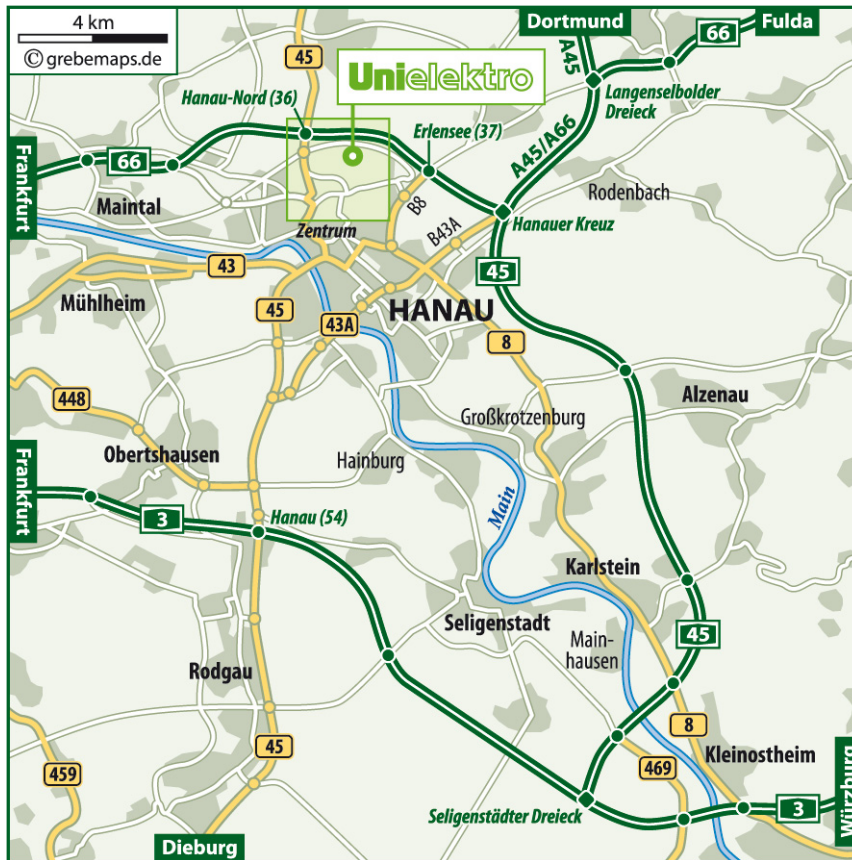 4 km
© grebemaps.de
Dortmund
Fulda
45
A45
66
Unielektro
Hanau-Nord (36)
Langenselbolder
Dreieck
Erlensee (37)
A45/A66
Frankfurt
66
Maintal
B8
Rodenbach
Zentrum
B43A
Hanauer Kreuz
43
45
Mühlheim
45
HANAU
43A
8
448
Alzenau
Großkrotzenburg
Obertshausen
Hainburg
Frankfurt
Main
3
Hanau (54)
Karlstein
Seligenstadt
45
Main-
hausen
Rodgau
8
45
Kleinostheim
459
469
Würzburg
Seligenstädter Dreieck
3
Dieburg